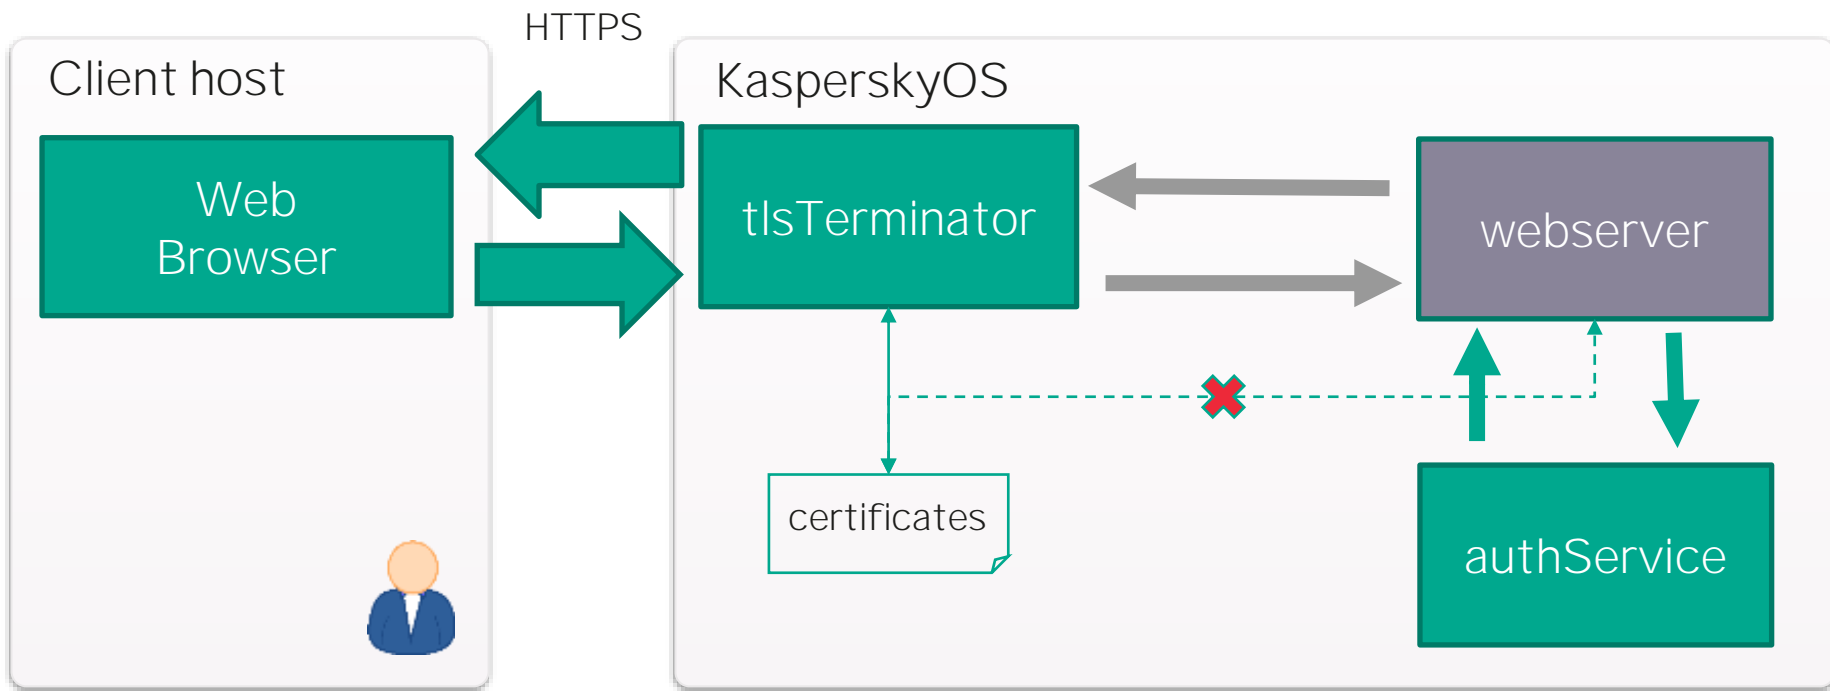 HTTPS
Client host
KasperskyOS
Web
Browser
tlsTerminator
webserver
certificates
authService